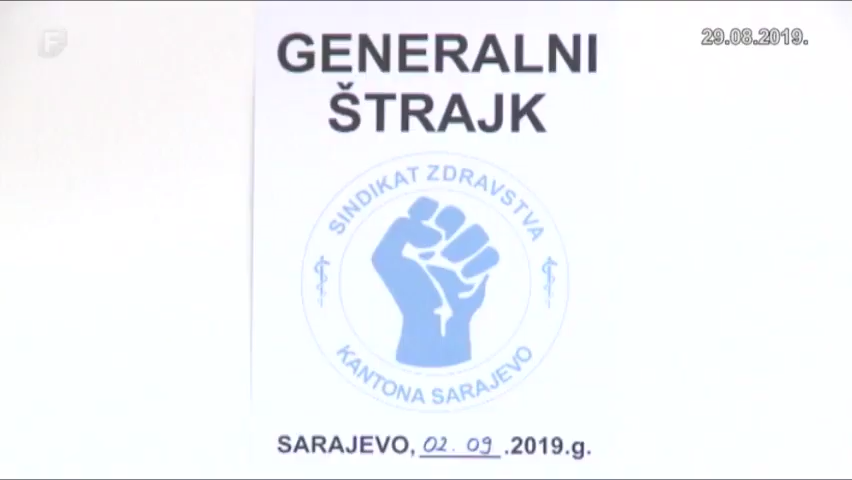 F
29.08.2019.
GENERALNI
ŠTRAJK
SINDIKAT ZDRAVSTVA
KANTONA SARAJEVO
SARAJEVO, 02. 09 .2019.g.